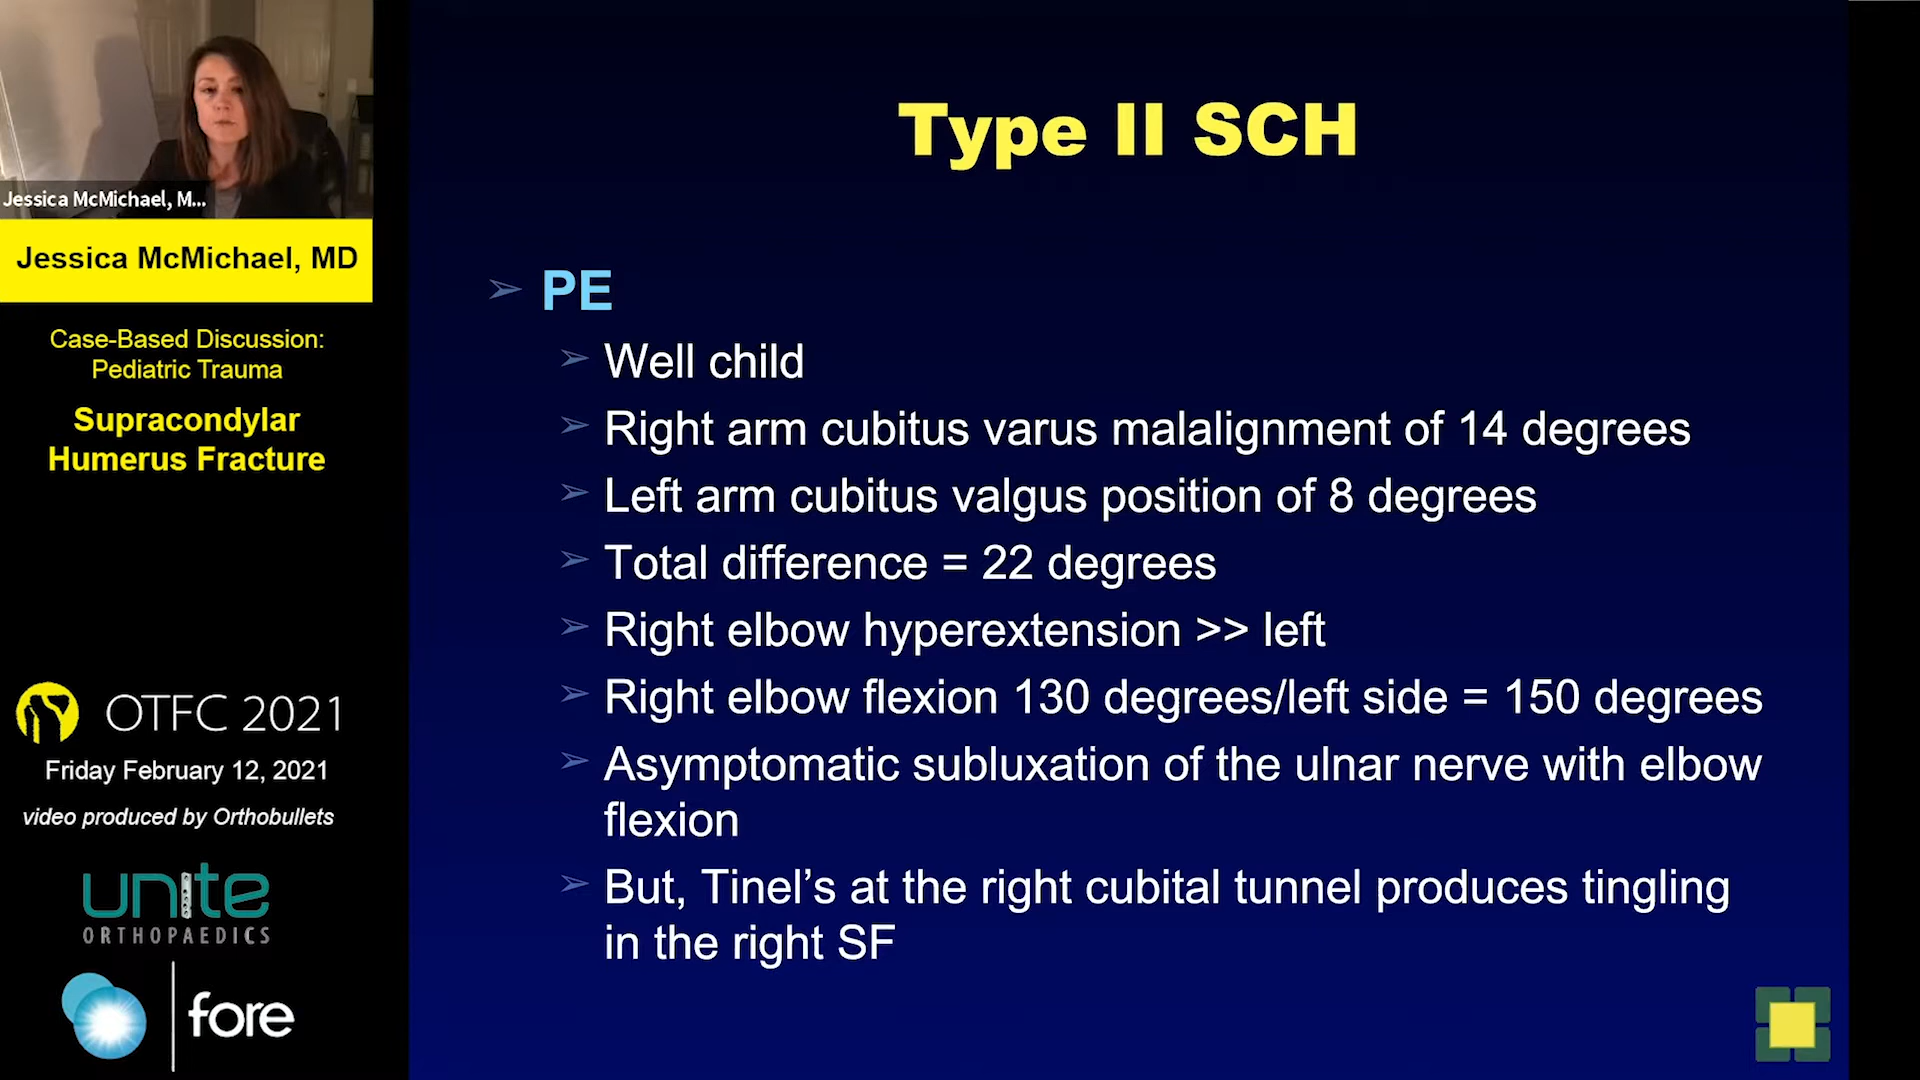 Jessica McMichael, M...
Jessica McMichael, MD
Case-Based Discussion:
Pediatric Trauma
Supracondylar
Humerus Fracture
OTFC 2021
Friday February 12, 2021
video produced by Orthobullets
unite
ORTHOPAEDICS
fore
Type II SCH
➢ PE
➢ Well child
➢ Right arm cubitus varus malalignment of 14 degrees
➢ Left arm cubitus valgus position of 8 degrees
➢ Total difference = 22 degrees
➢ Right elbow hyperextension >> left
➢ Right elbow flexion 130 degrees/left side = 150 degrees
➢ Asymptomatic subluxation of the ulnar nerve with elbow
flexion
➢ But, Tinel’s at the right cubital tunnel produces tingling
in the right SF